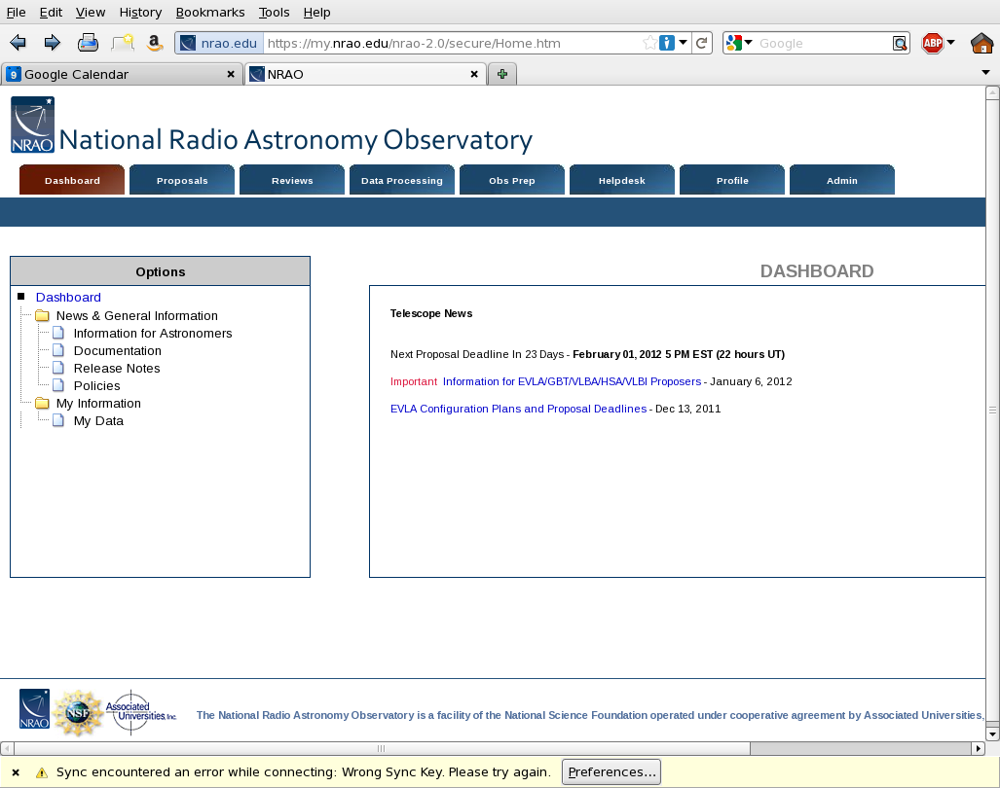 File Edit View History Bookmarks Tools Help
nrao.edu https://my.nrao.edu/nrao-2.0/secure/Home.htm Google ABP
9 Google Calendar NRAO
NRAO National Radio Astronomy Observatory
Dashboard Proposals Reviews Data Processing Obs Prep Helpdesk Profile Admin
Options
DASHBOARD
Dashboard
News & General Information
Information for Astronomers
Documentation
Release Notes
Policies
My Information
My Data
Telescope News
Next Proposal Deadline In 23 Days - February 01, 2012 5 PM EST (22 hours UT)
Important Information for EVLA/GBT/VLBA/HSA/VLBI Proposers - January 6, 2012
EVLA Configuration Plans and Proposal Deadlines - Dec 13, 2011
NRAO NSF Associated Universities, Inc.
The National Radio Astronomy Observatory is a facility of the National Science Foundation operated under cooperative agreement by Associated Universities,
Sync encountered an error while connecting: Wrong Sync Key. Please try again. Preferences...